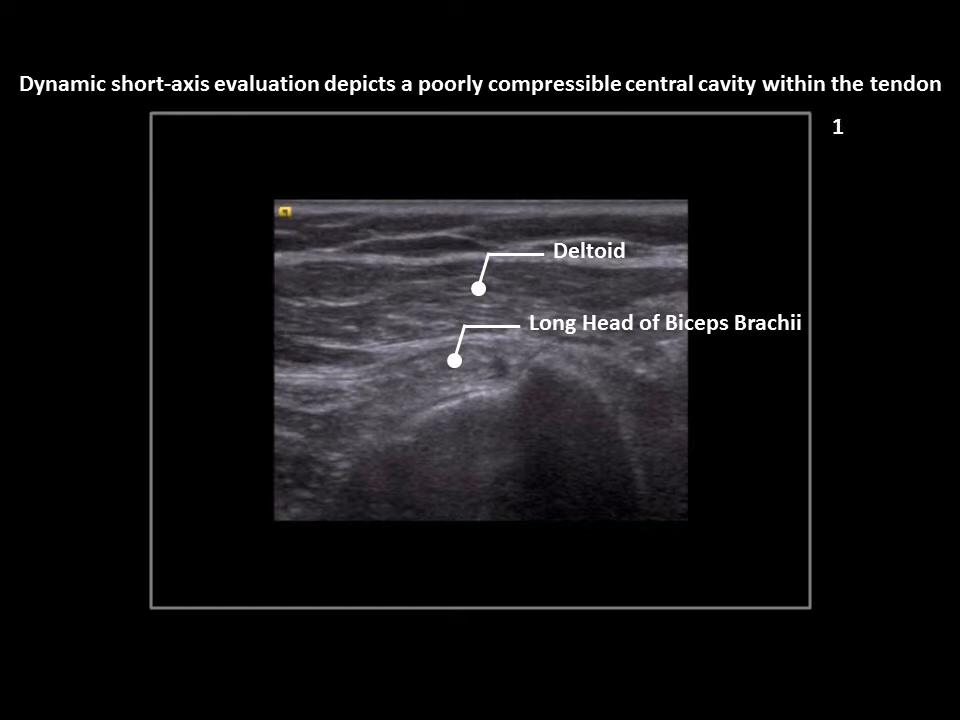 Dynamic short-axis evaluation depicts a poorly compressible central cavity within the tendon
1
Deltoid
Long Head of Biceps Brachii